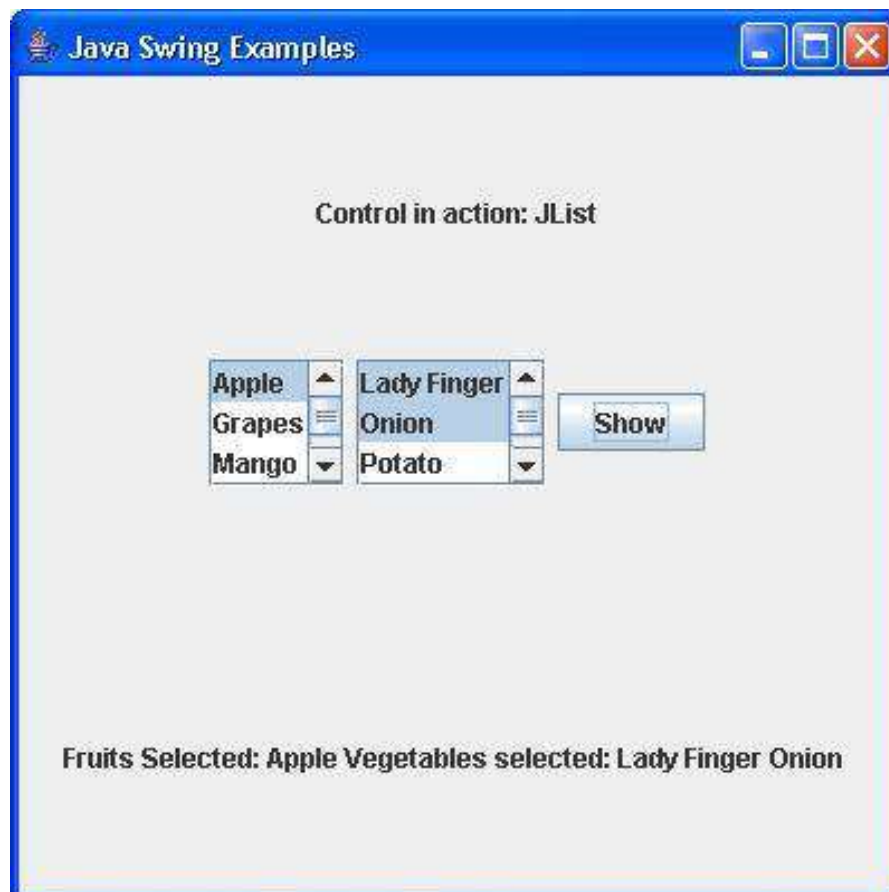 Java Swing Examples
Control in action: JList
Apple
Grapes
Mango
Lady Finger
Onion
Potato
Show
Fruits Selected: Apple Vegetables selected: Lady Finger Onion